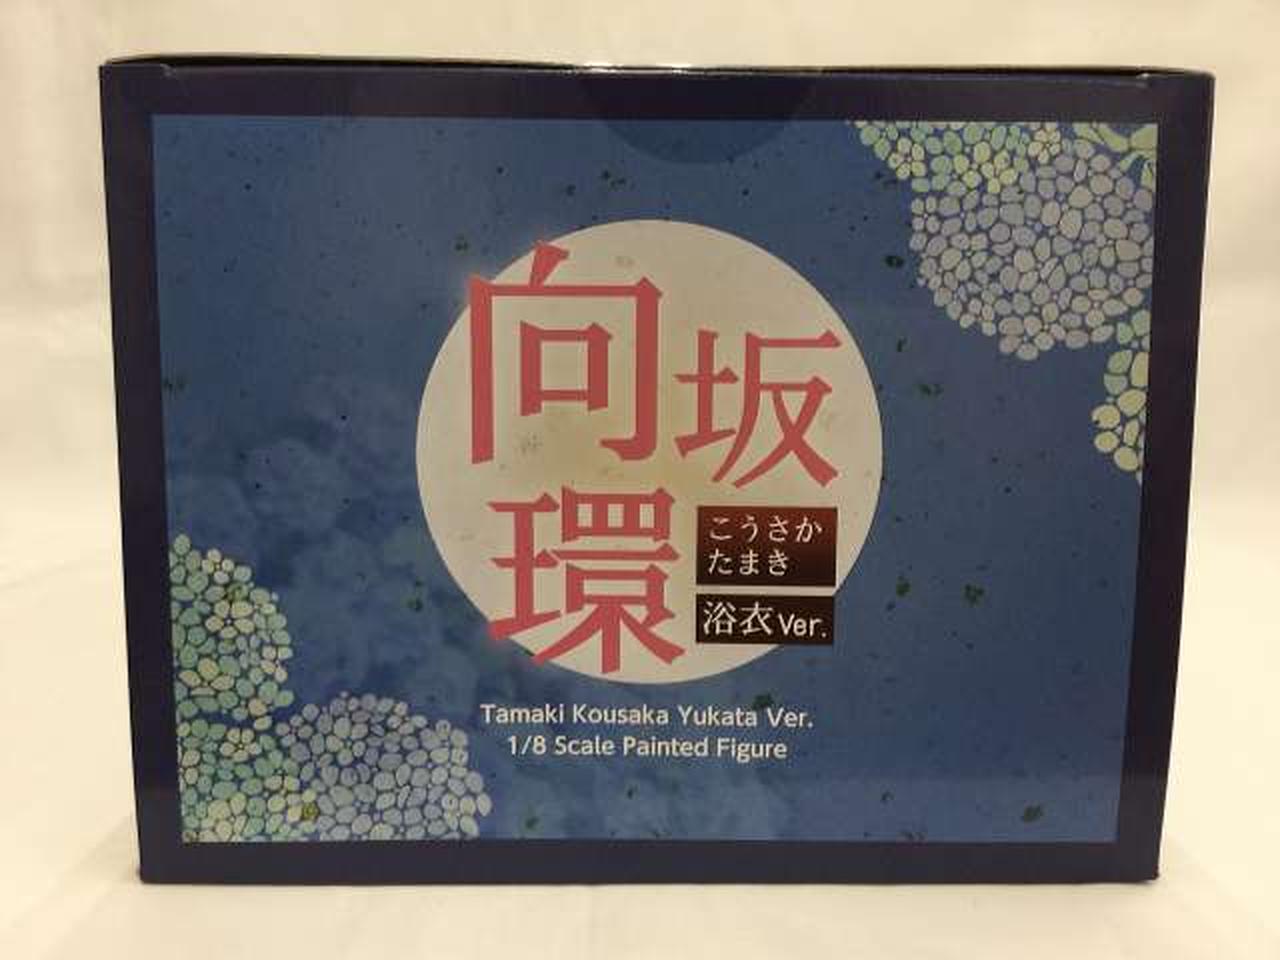 向坂
環
こうさか
たまき
浴衣Ver.
Tamaki Kousaka Yukata Ver.
1/8 Scale Painted Figure